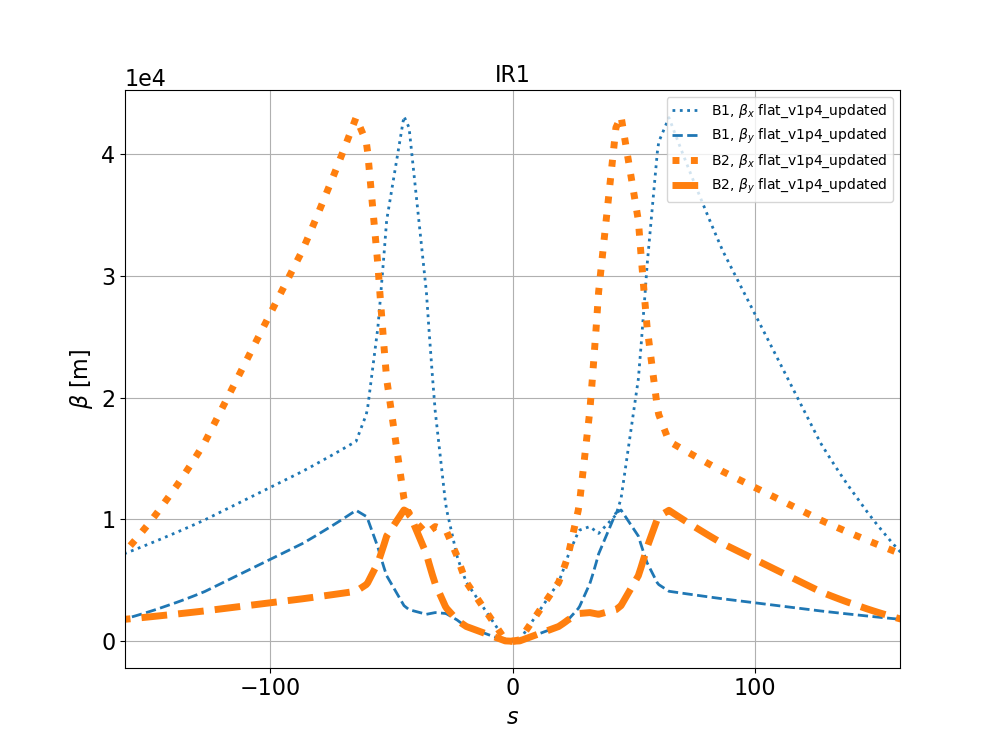 IR1
1e4
B1, βx flat_v1p4_updated
B1, βy flat_v1p4_updated
B2, βx flat_v1p4_updated
B2, βy flat_v1p4_updated
4
3
2
1
0
β [m]
−100
0
100
s